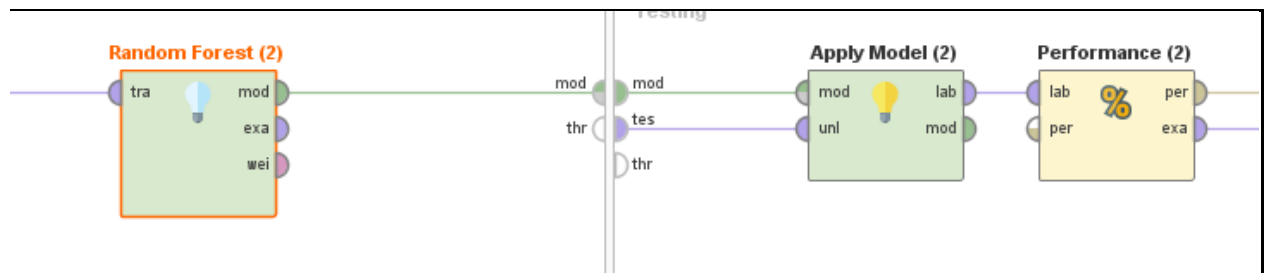 Testing
Random Forest (2)
tra
mod
exa
wei
mod
thr
mod
tes
thr
Apply Model (2)
mod
lab
unl
mod
Performance (2)
%
lab
per
per
exa